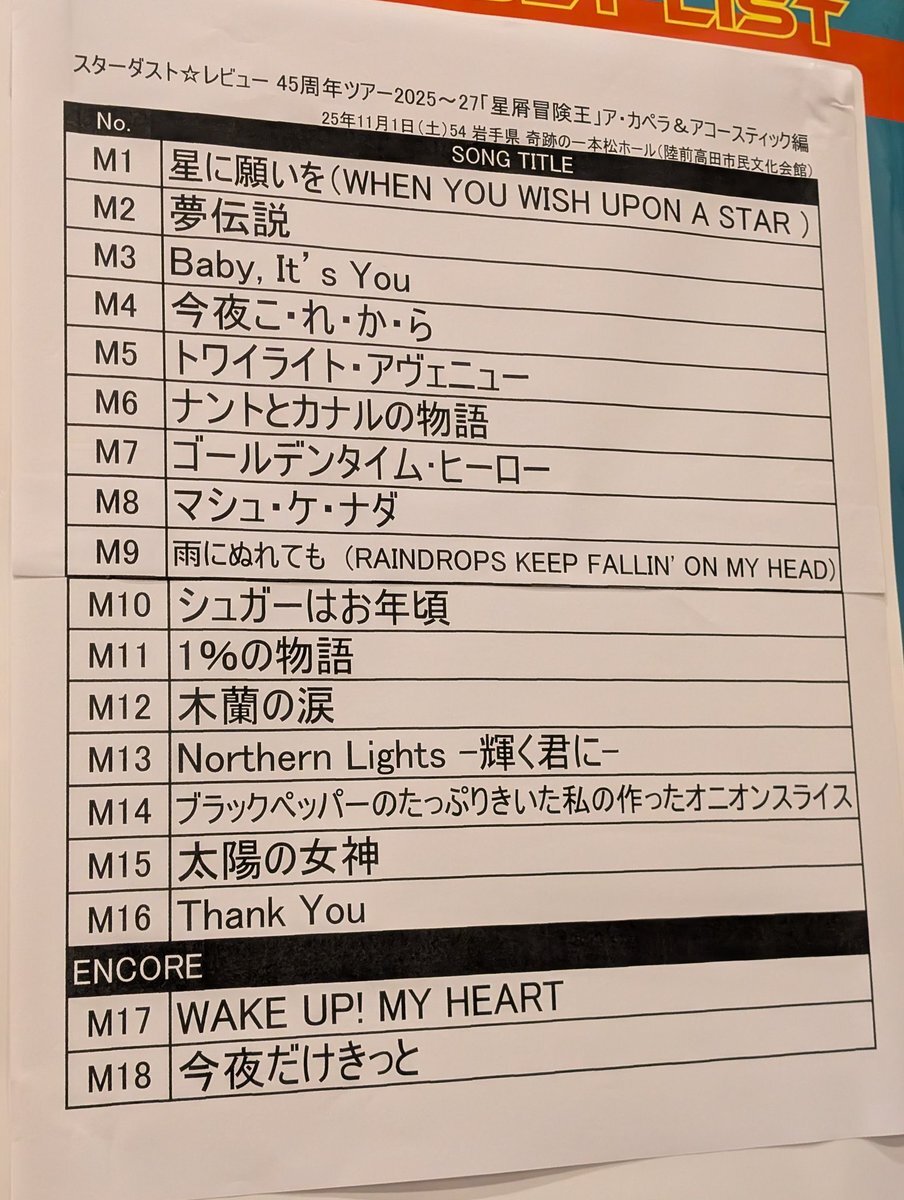 LIST
スターダスト☆レビュー 45周年ツアー2025～27「星屑冒険王」ア・カペラ＆アコースティック編
25年11月1日(土)54 岩手県 奇跡の一本松ホール(陸前高田市民文化会館)
No. SONG TITLE
M1 星に願いを(WHEN YOU WISH UPON A STAR )
M2 夢伝説
M3 Baby, It's You
M4 今夜こ・れ・か・ら
M5 トワイライト・アヴェニュー
M6 ナントとカナルの物語
M7 ゴールデンタイム・ヒーロー
M8 マシュ・ケ・ナダ
M9 雨にぬれても (RAINDROPS KEEP FALLIN' ON MY HEAD)
M10 シュガーはお年頃
M11 1%の物語
M12 木蘭の涙
M13 Northern Lights −輝く君に−
M14 ブラックペッパーのたっぷりきいた私の作ったオニオンスライス
M15 太陽の女神
M16 Thank You
ENCORE
M17 WAKE UP! MY HEART
M18 今夜だけきっと